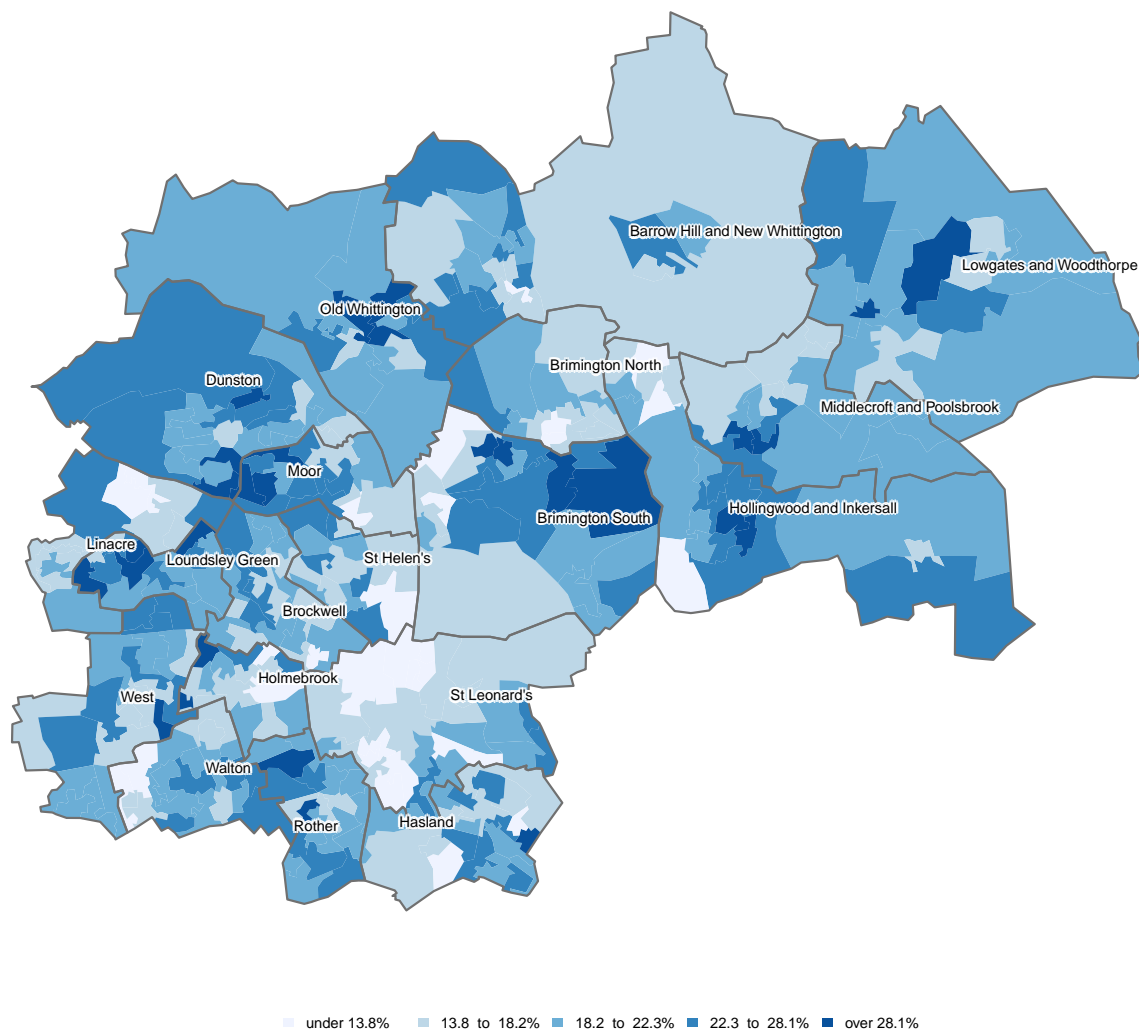 Barrow Hill and New Whittington
Lowgates and Woodthorpe
Old Whittington
Brimington North
Dunston
Middlecroft and Poolsbrook
Moor
Hollingwood and Inkersall
Brimington South
Linacre
Loundsley Green
St Helen's
Brockwell
Holmebrook
West
St Leonard's
Walton
Rother
Hasland
under 13.8%
13.8 to 18.2%
18.2 to 22.3%
22.3 to 28.1%
over 28.1%